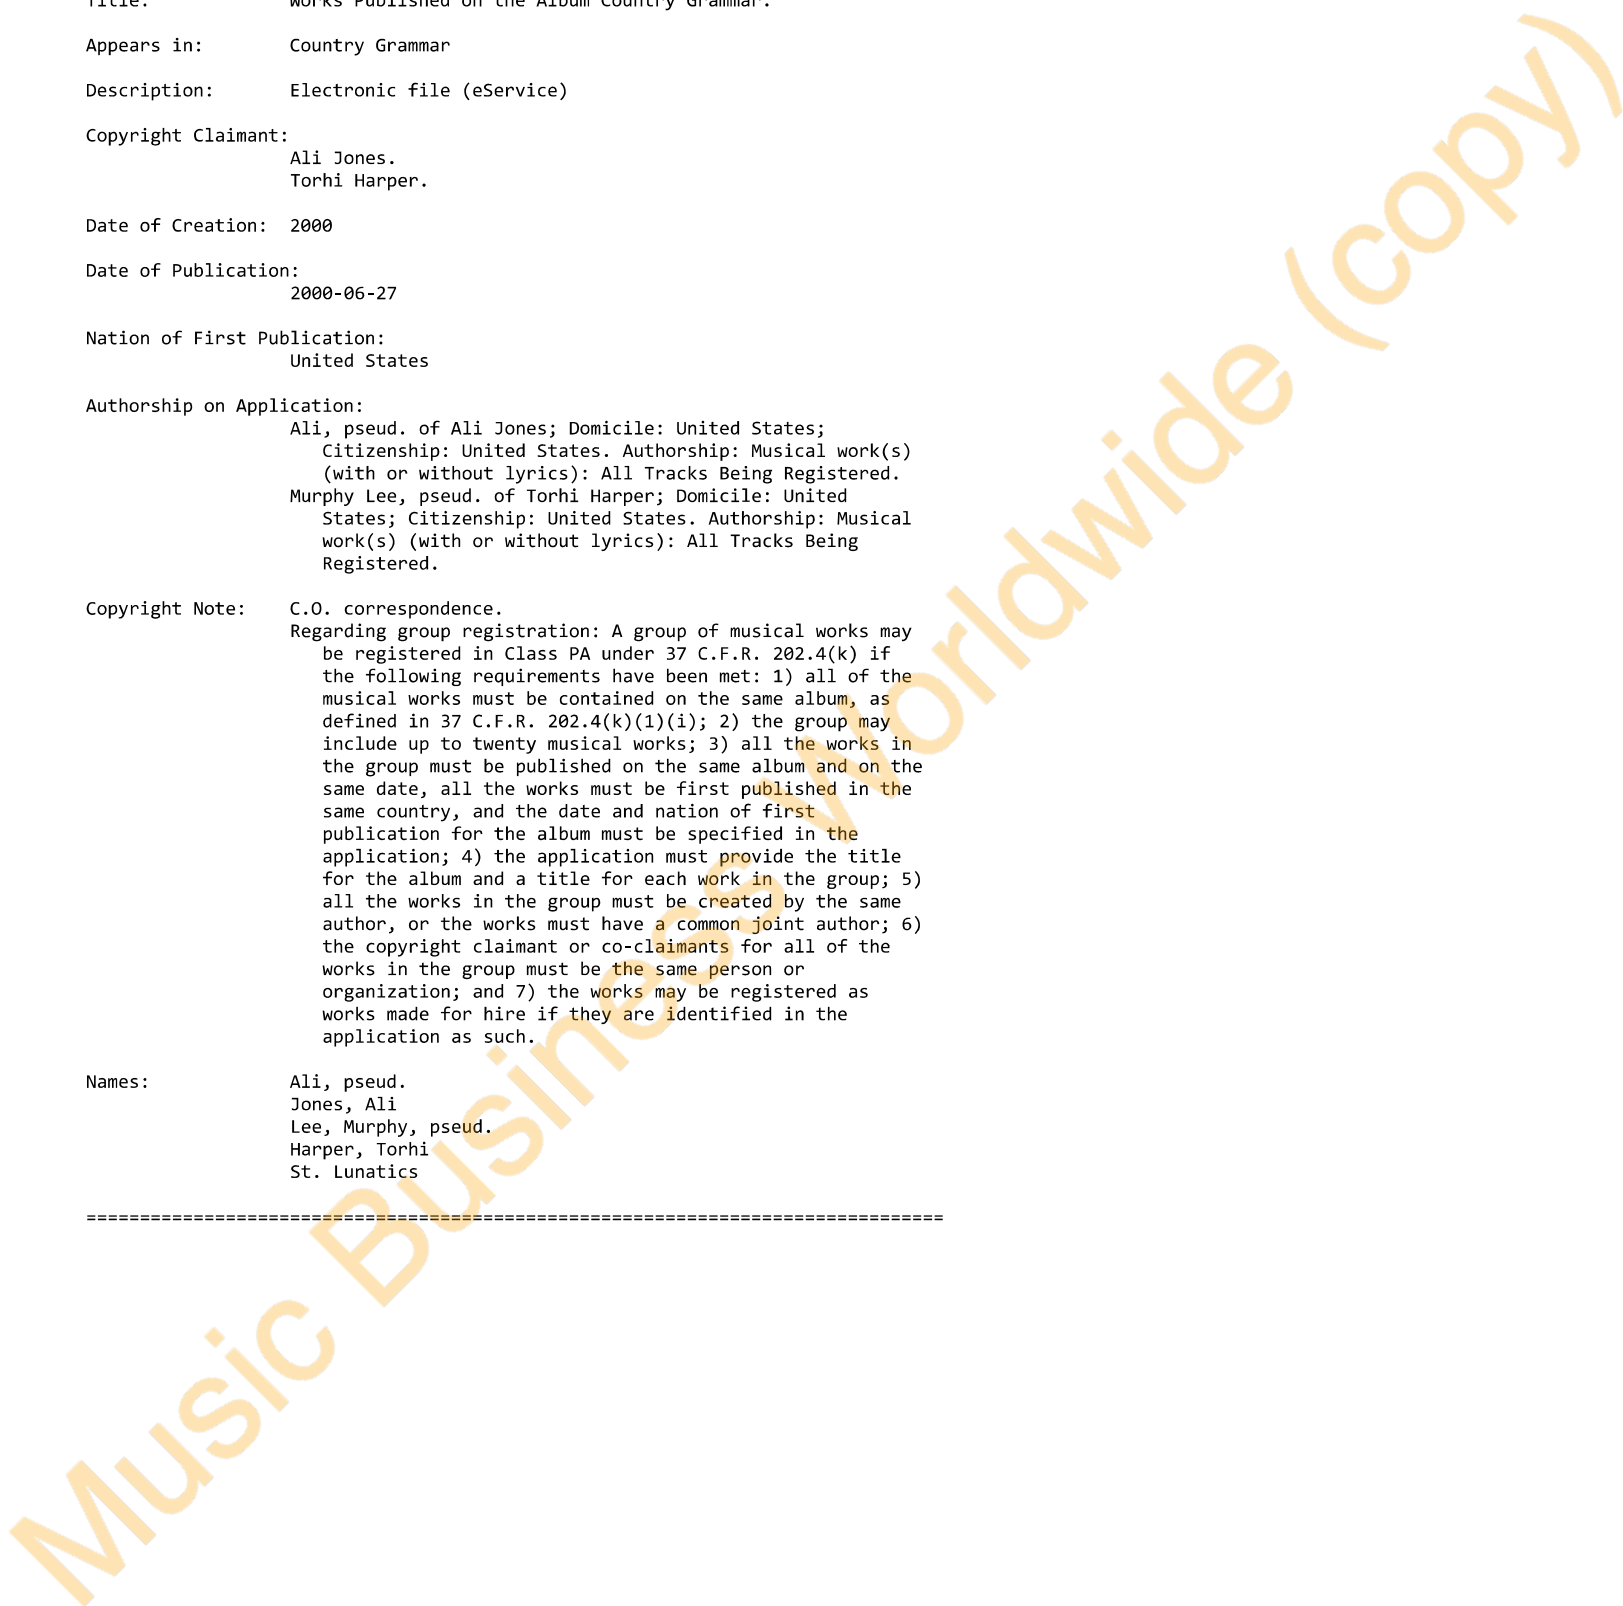 Title: Works Published on the Album Country Grammar.
Appears in: Country Grammar
Description: Electronic file (eService)
Copyright Claimant:
Ali Jones.
Torhi Harper.
Date of Creation: 2000
Date of Publication:
2000-06-27
Nation of First Publication:
United States
Authorship on Application:
Ali, pseud. of Ali Jones; Domicile: United States;
Citizenship: United States. Authorship: Musical work(s)
(with or without lyrics): All Tracks Being Registered.
Murphy Lee, pseud. of Torhi Harper; Domicile: United
States; Citizenship: United States. Authorship: Musical
work(s) (with or without lyrics): All Tracks Being
Registered.
Copyright Note: C.O. correspondence.
Regarding group registration: A group of musical works may
be registered in Class PA under 37 C.F.R. 202.4(k) if
the following requirements have been met: 1) all of the
musical works must be contained on the same album, as
defined in 37 C.F.R. 202.4(k)(1)(i); 2) the group may
include up to twenty musical works; 3) all the works in
the group must be published on the same album and on the
same date, all the works must be first published in the
same country, and the date and nation of first
publication for the album must be specified in the
application; 4) the application must provide the title
for the album and a title for each work in the group; 5)
all the works in the group must be created by the same
author, or the works must have a common joint author; 6)
the copyright claimant or co-claimants for all of the
works in the group must be the same person or
organization; and 7) the works may be registered as
works made for hire if they are identified in the
application as such.
Names: Ali, pseud.
Jones, Ali
Lee, Murphy, pseud.
Harper, Torhi
St. Lunatics
================================================================================
Music Business Worldwide (copy)